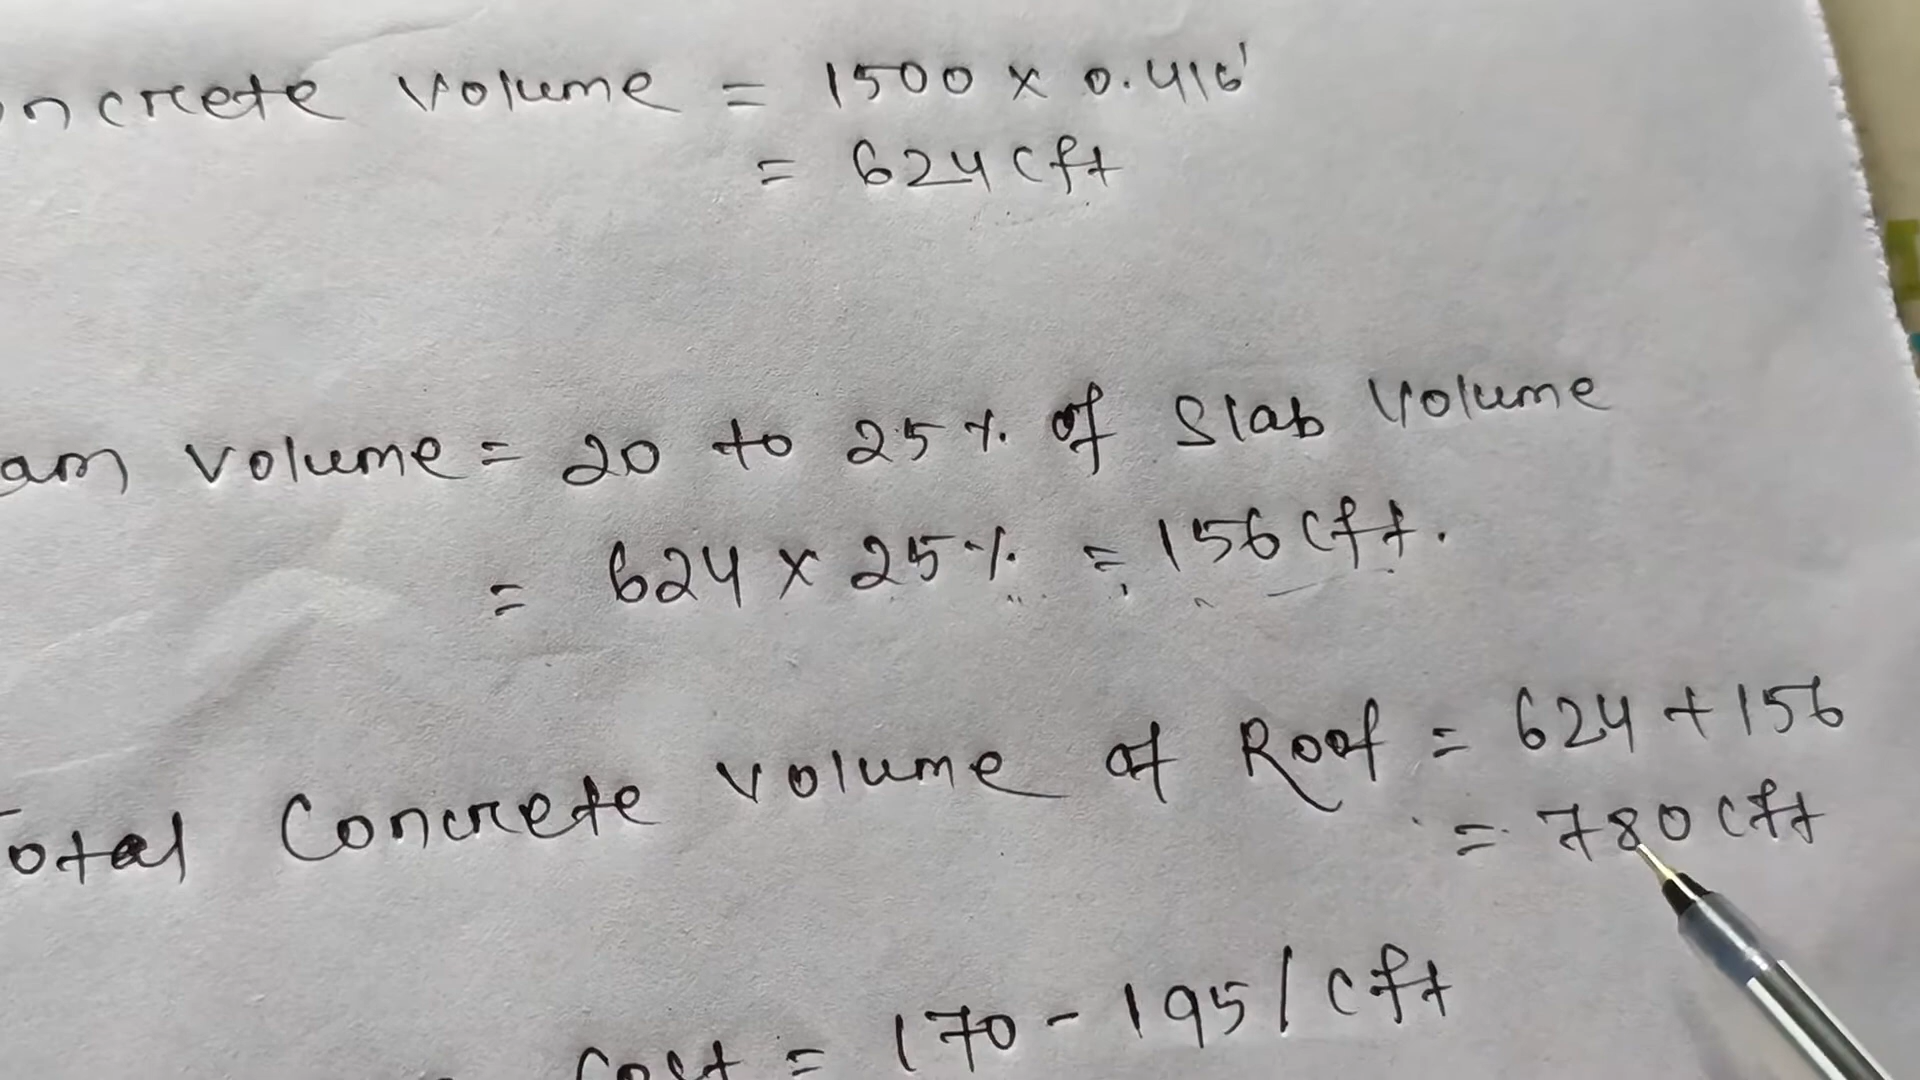 oncrete Volume = 1500 x 0.416'
= 624 cft
am volume = 20 to 25% of Slab Volume
= 624 x 25% = 156 cft.
Total Concrete volume of Roof = 624 + 156
= 780 cft
Cost = 170 - 195/cft